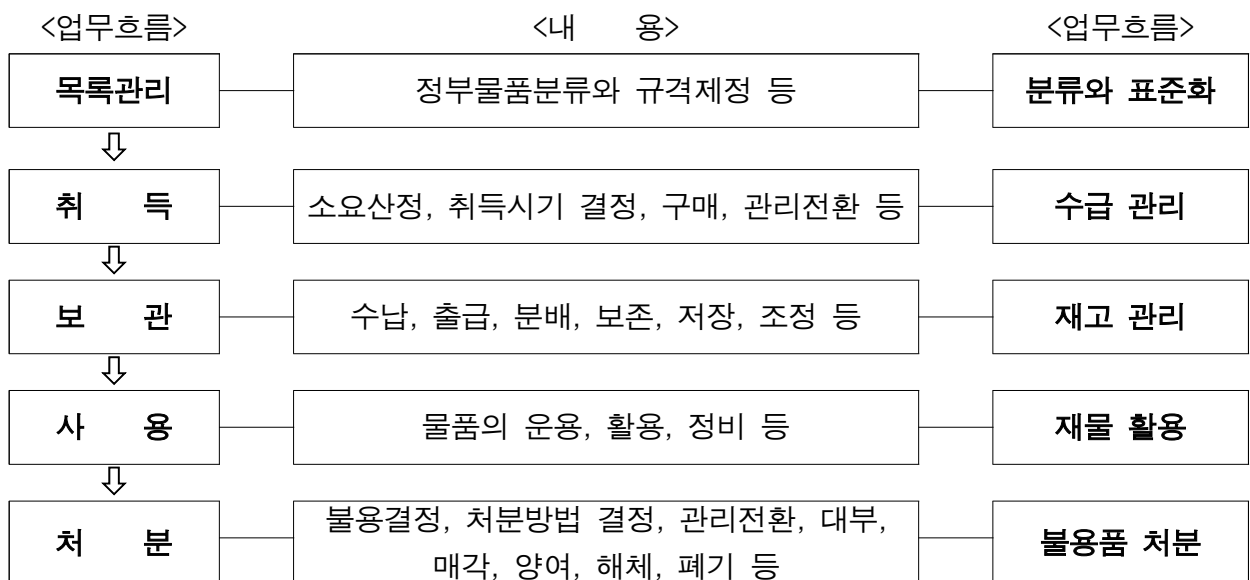 <업무흐름> <내 용> <업무흐름>
목록관리 정부물품분류와 규격제정 등 분류와 표준화
취 득 소요산정, 취득시기 결정, 구매, 관리전환 등 수급 관리
보 관 수납, 출급, 분배, 보존, 저장, 조정 등 재고 관리
사 용 물품의 운용, 활용, 정비 등 재물 활용
처 분 불용결정, 처분방법 결정, 관리전환, 대부, 불용품 처분
매각, 양여, 해체, 폐기 등